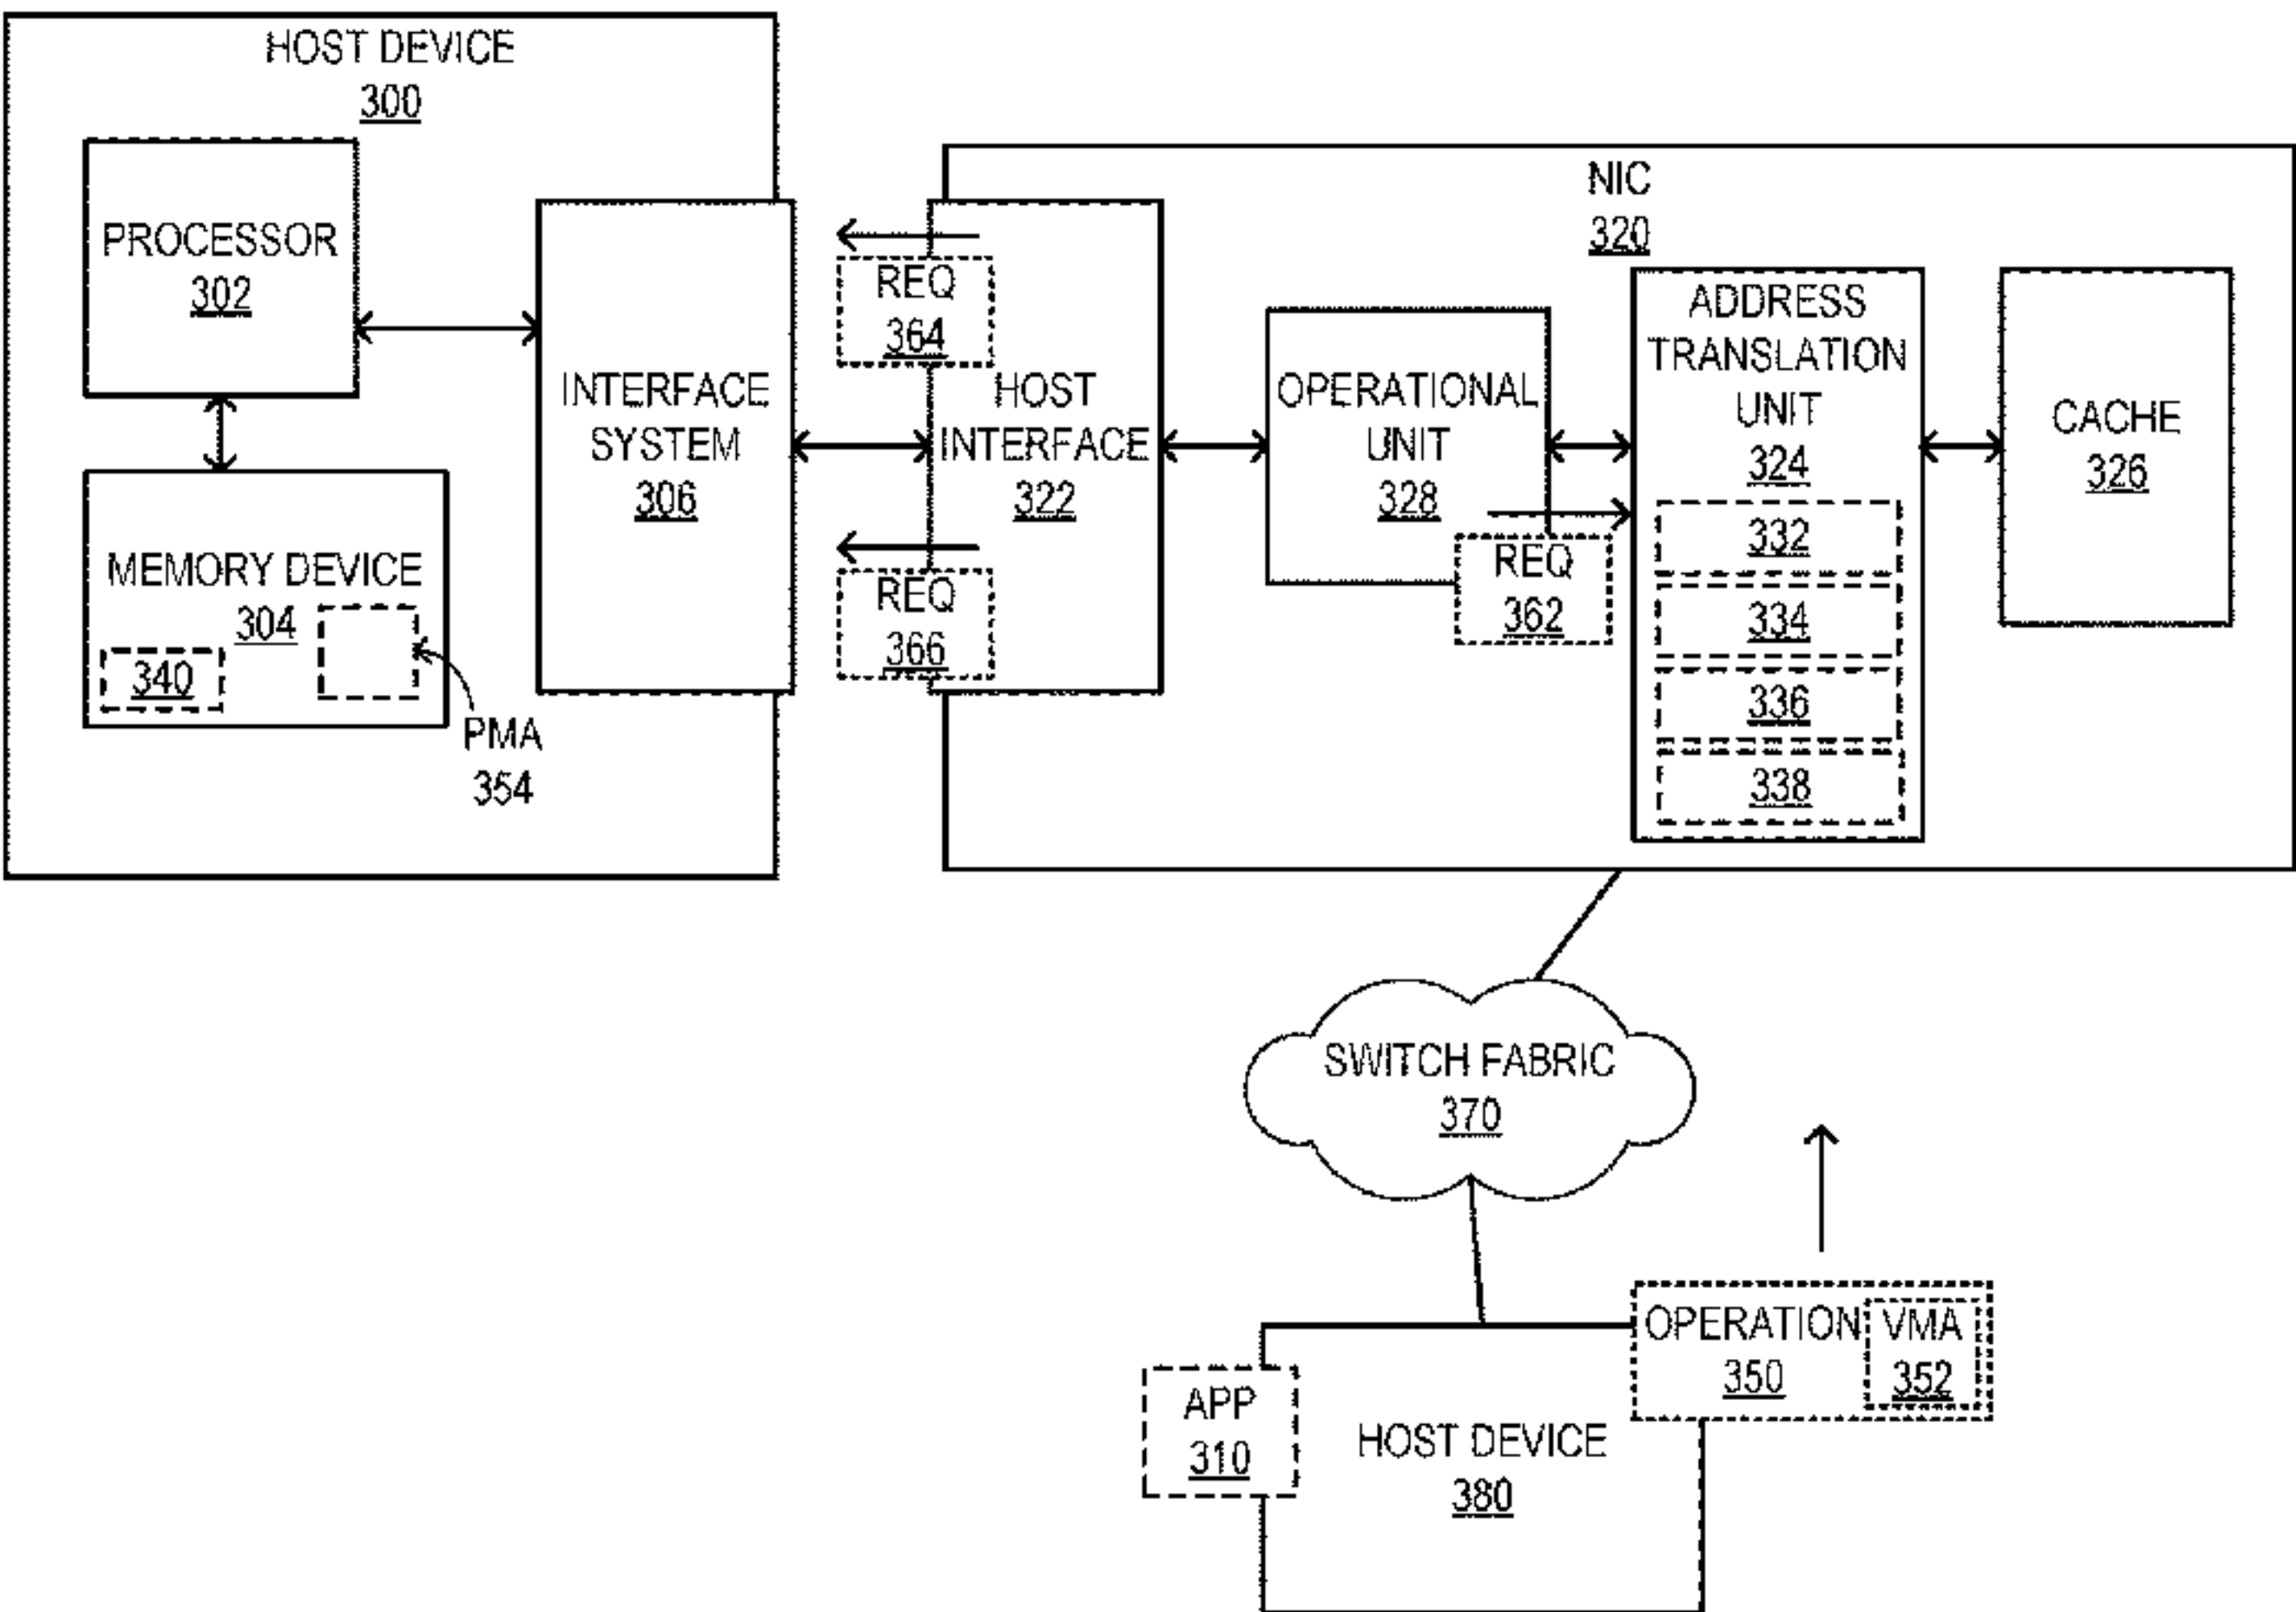 HOST DEVICE
300
PROCESSOR
302
MEMORY DEVICE
304
340
PMA
354
INTERFACE
SYSTEM
306
REQ
364
REQ
366
HOST
INTERFACE
322
NIC
320
OPERATIONAL
UNIT
328
REQ
362
ADDRESS
TRANSLATION
UNIT
324
332
334
336
338
CACHE
326
SWITCH FABRIC
370
APP
310
HOST DEVICE
380
OPERATION
350
VMA
352